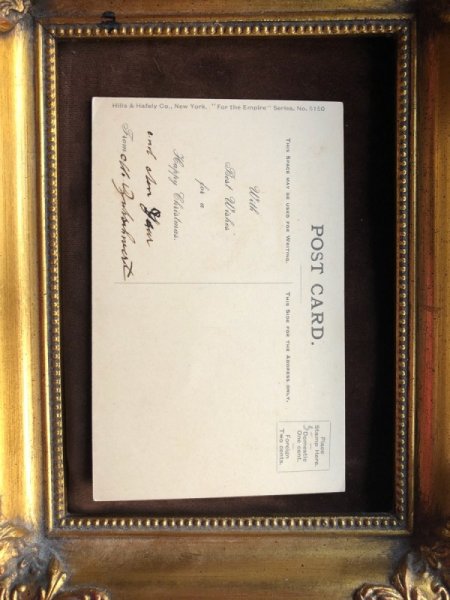 POST CARD.
THIS SPACE MAY BE USED FOR WRITING.
THIS SIDE FOR THE ADDRESS ONLY.
Place
Stamp Here.
Domestic
One cent.
Foreign
Two cents.
With
Best Wishes
for a
Happy Christmas.
and
From
Hills & Hafely Co., New York. "For the Empire" Series, No. 5150